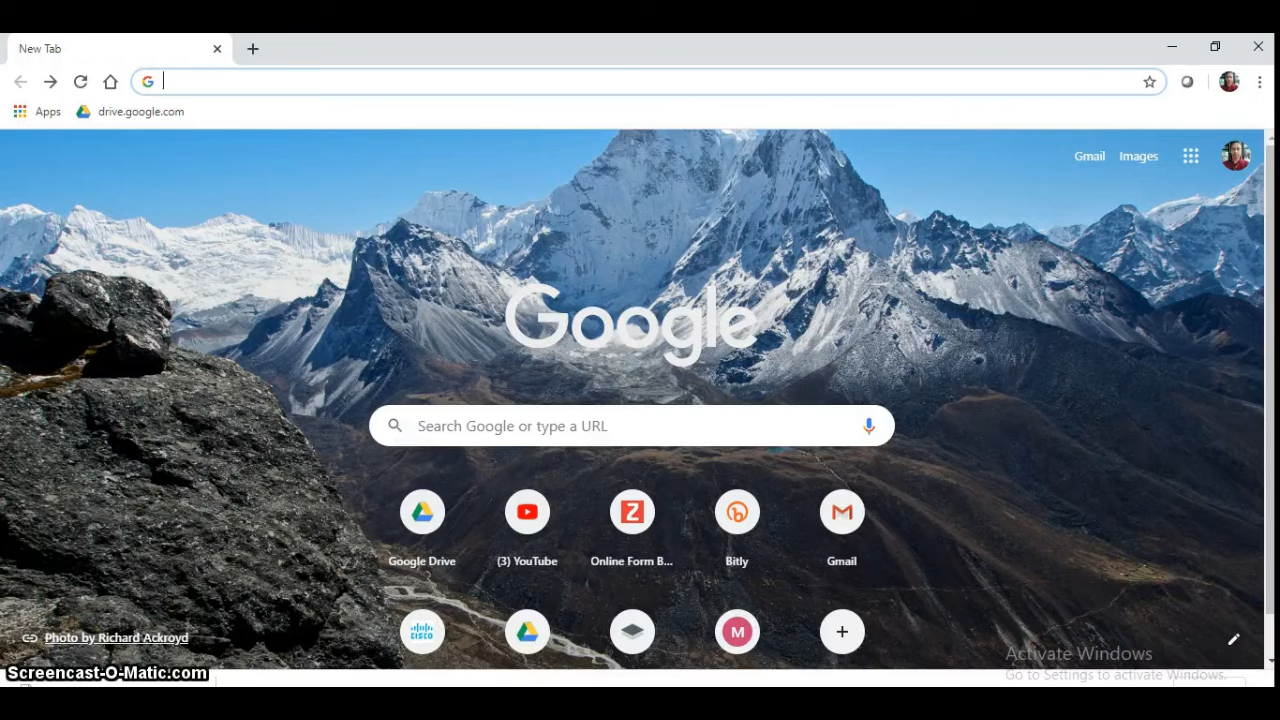 New Tab
Apps drive.google.com
Gmail Images
Google
Search Google or type a URL
Z
Google Drive (3) YouTube Online Form B... Bitly Gmail
CISCO M
Photo by Richard Ackroyd
Activate Windows
Go to Settings to activate Windows.
Screencast-O-Matic.com